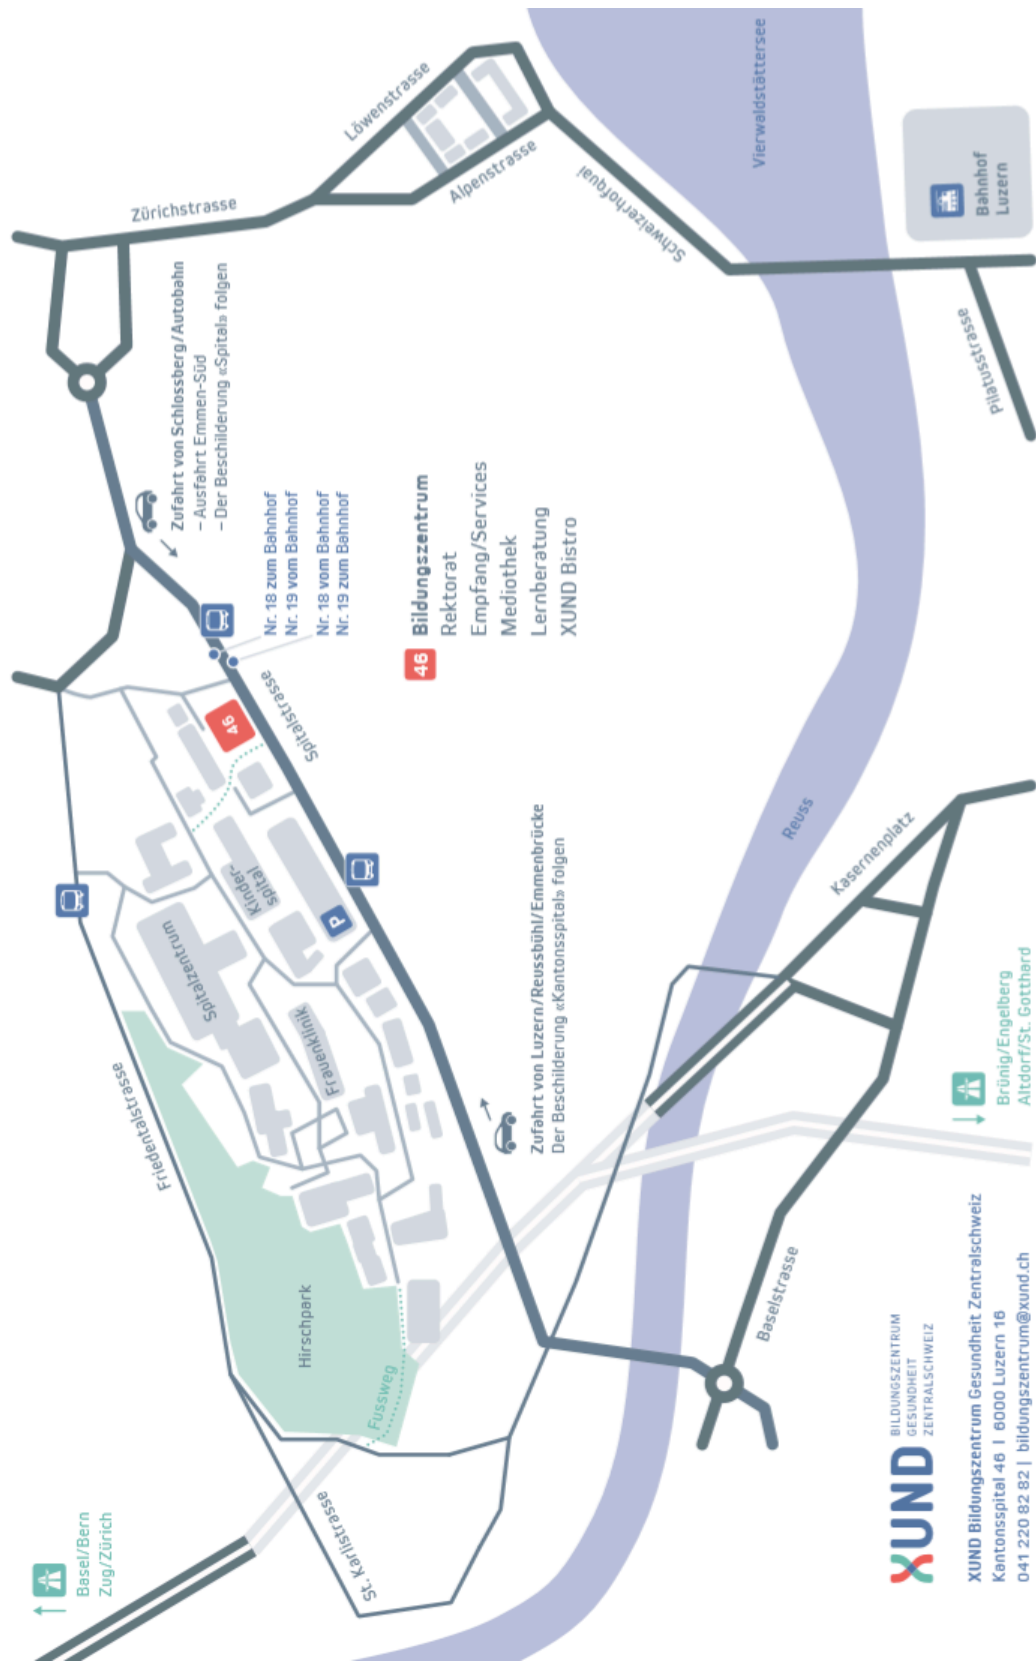 Basel/Bern
Zug/Zürich
St. Karlistrasse
Fussweg
Hirschpark
Friedentalstrasse
Spitalzentrum
Frauenklinik
Kinder-
spital
P
46
Spitalstrasse
Nr. 18 zum Bahnhof
Nr. 19 vom Bahnhof
Nr. 18 vom Bahnhof
Nr. 19 zum Bahnhof
Zufahrt von Schlossberg/Autobahn
– Ausfahrt Emmen-Süd
– Der Beschilderung «Spital» folgen
Zürichstrasse
Löwenstrasse
Alpenstrasse
Schweizerhofquai
Vierwaldstättersee
Bahnhof
Luzern
Pilatusstrasse
46 Bildungszentrum
Rektorat
Empfang/Services
Mediothek
Lernberatung
XUND Bistro
Zufahrt von Luzern/Reussbühl/Emmenbrücke
Der Beschilderung «Kantonsspital» folgen
Reuss
Kasernenplatz
Baselstrasse
Brünig/Engelberg
Altdorf/St. Gotthard
XUND
BILDUNGSZENTRUM
GESUNDHEIT
ZENTRALSCHWEIZ
XUND Bildungszentrum Gesundheit Zentralschweiz
Kantonsspital 46 | 6000 Luzern 16
041 220 82 82 | bildungszentrum@xund.ch